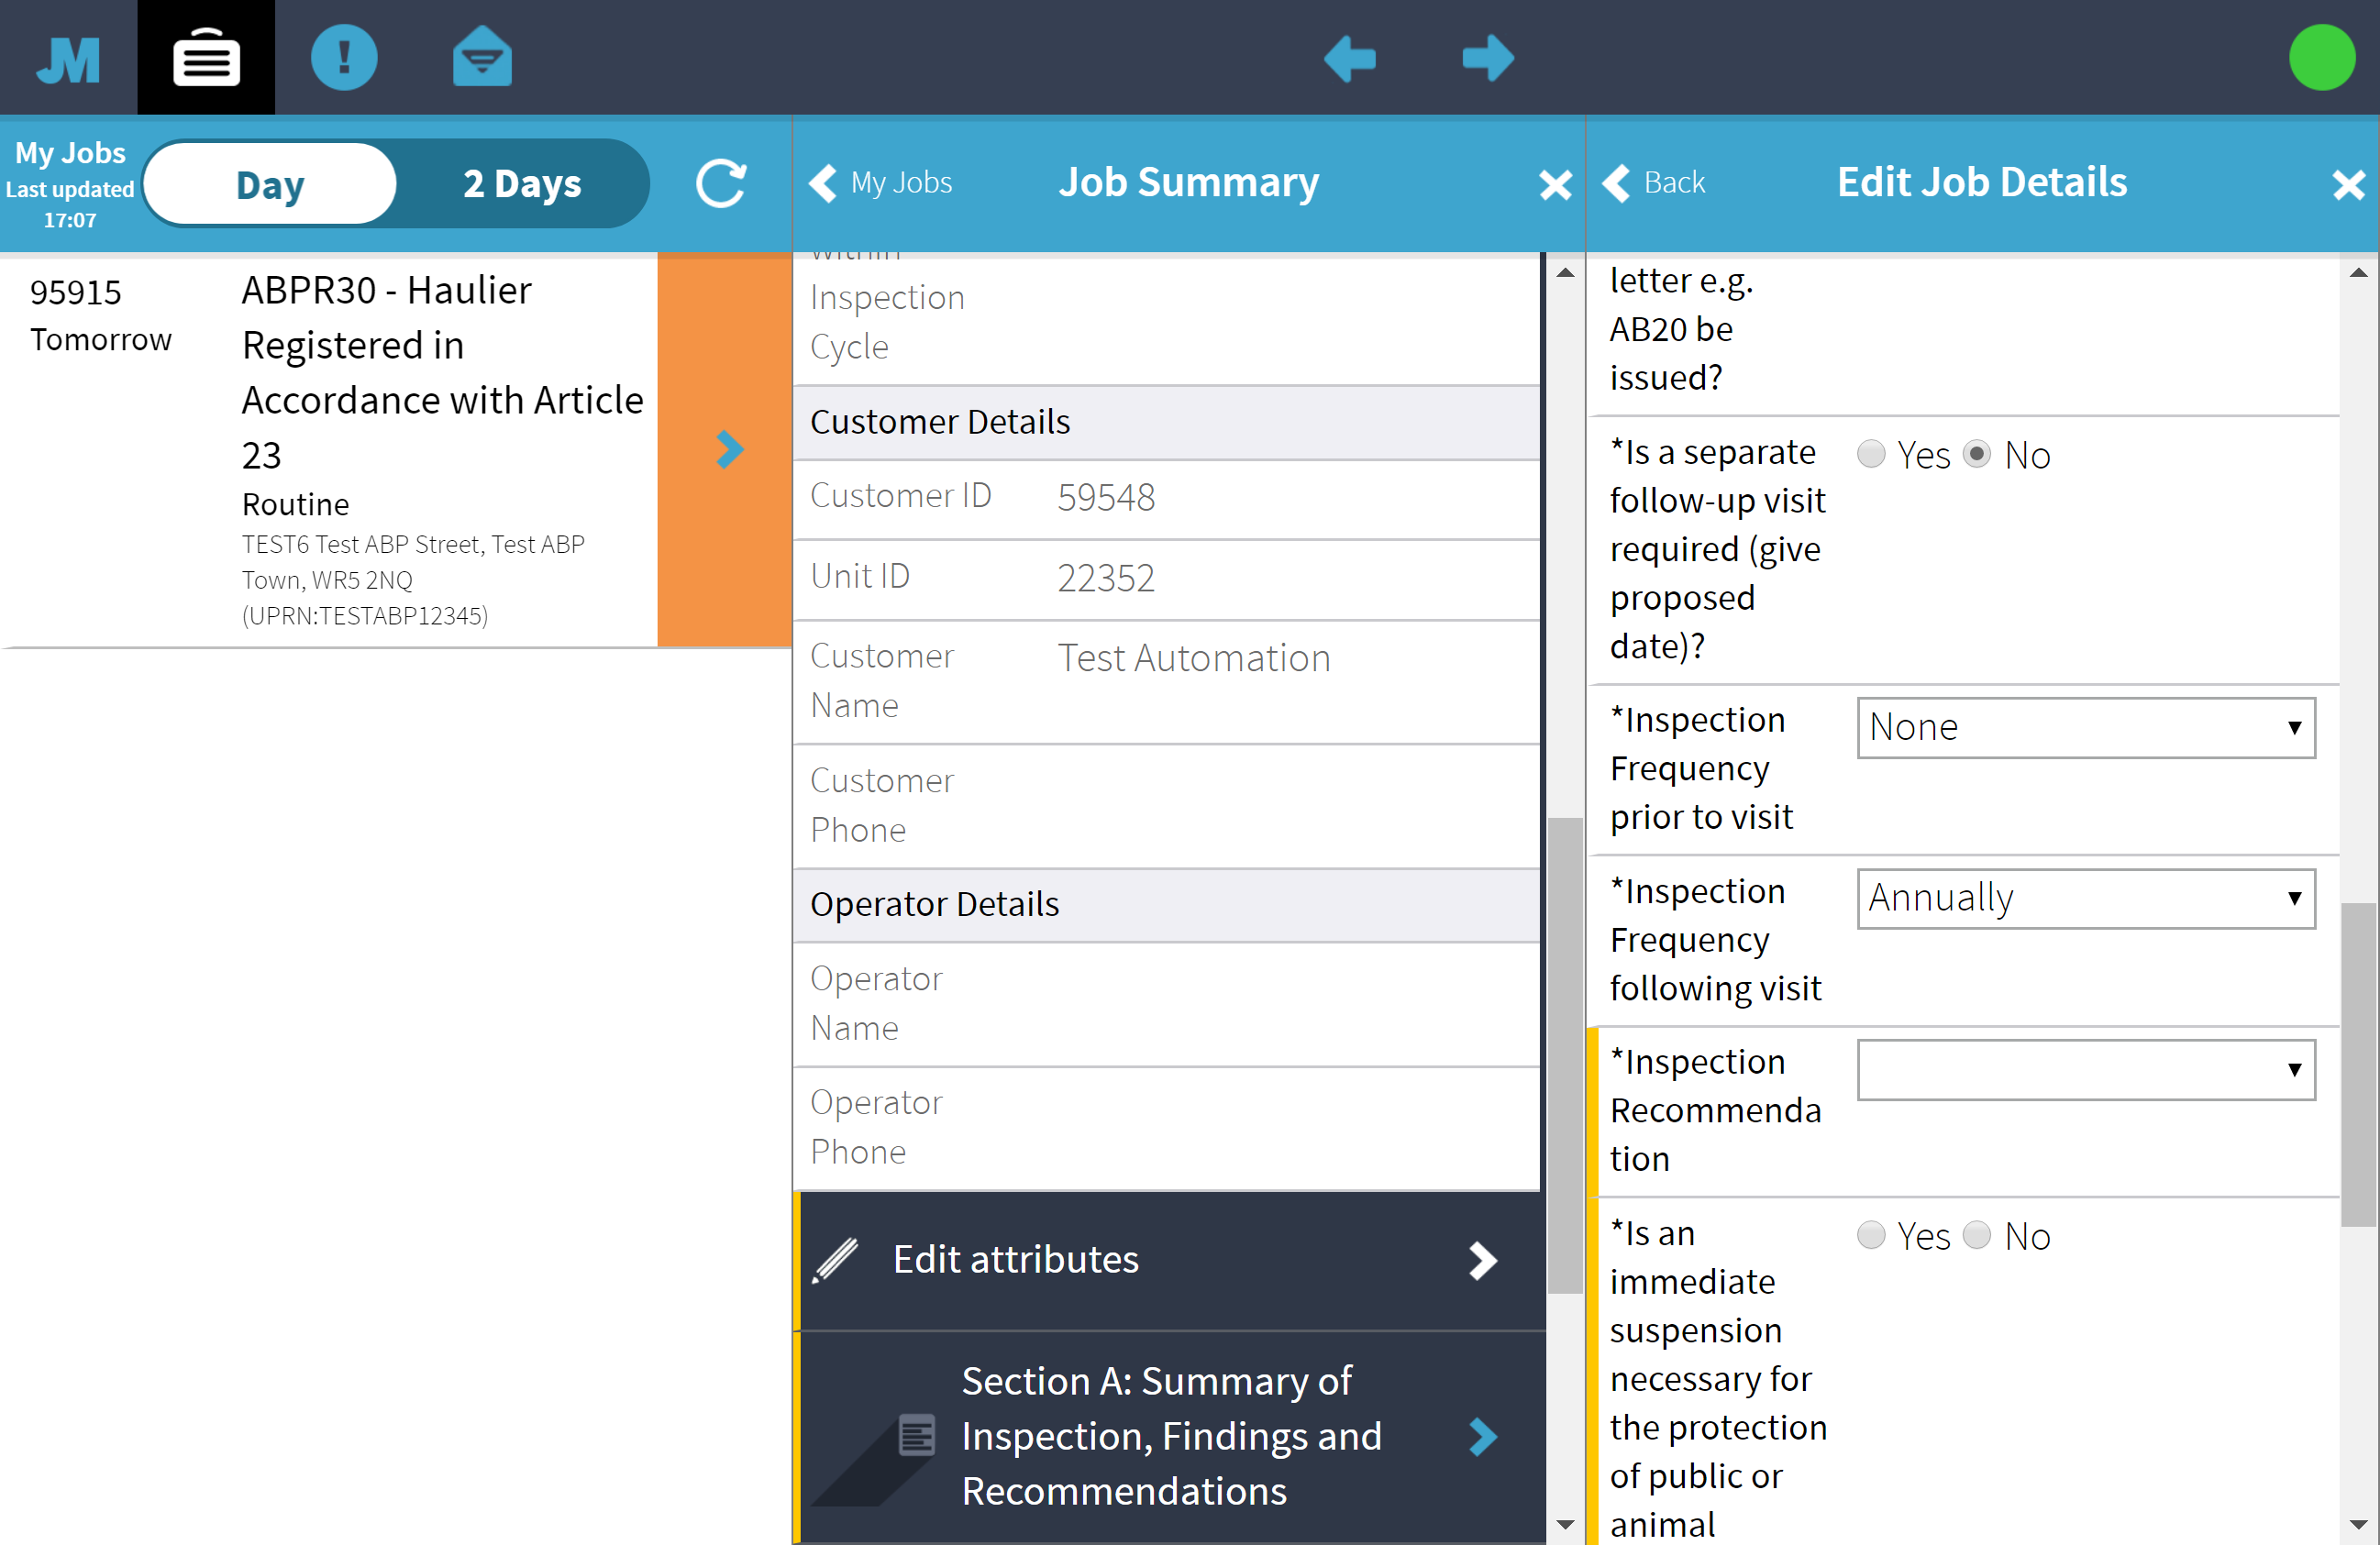 JM
My Jobs
Last updated
17:07
Day
2 Days
95915
Tomorrow
ABPR30 - Haulier
Registered in
Accordance with Article
23
Routine
TEST6 Test ABP Street, Test ABP
Town, WR5 2NQ
(UPRN:TESTABP12345)
My Jobs
Job Summary
Within
Inspection
Cycle
Customer Details
Customer ID 59548
Unit ID 22352
Customer Test Automation
Name
Customer
Phone
Operator Details
Operator
Name
Operator
Phone
Edit attributes
Section A: Summary of
Inspection, Findings and
Recommendations
Back
Edit Job Details
letter e.g.
AB20 be
issued?
*Is a separate Yes No
follow-up visit
required (give
proposed
date)?
*Inspection None
Frequency
prior to visit
*Inspection Annually
Frequency
following visit
*Inspection
Recommenda
tion
*Is an Yes No
immediate
suspension
necessary for
the protection
of public or
animal